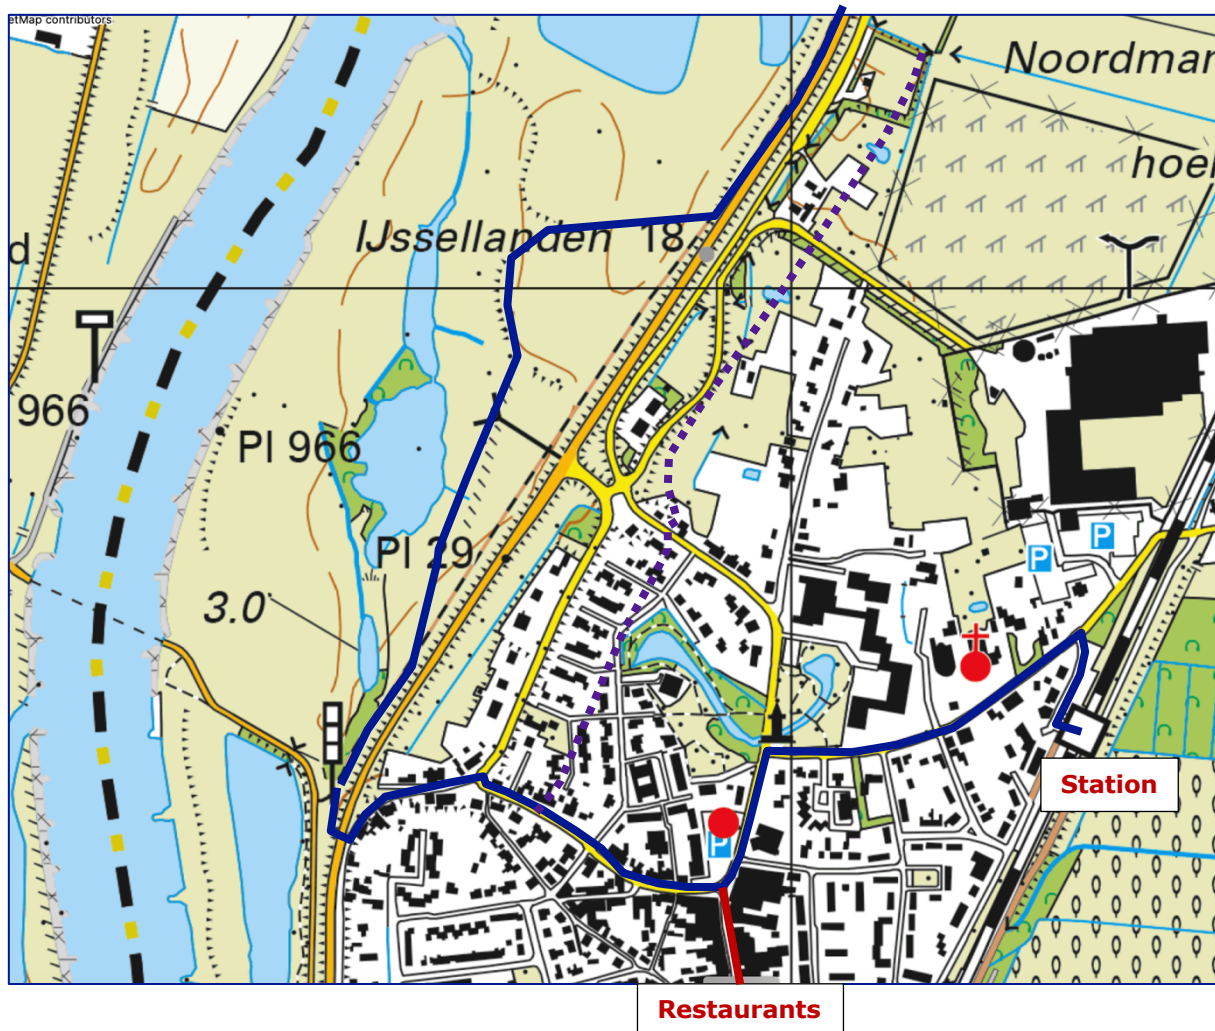 etMap contributors
Noordmar
hoe
IJssellanden 18
d
966
Pl 966
Pl 29
3.0
P
P
P
Station
Restaurants